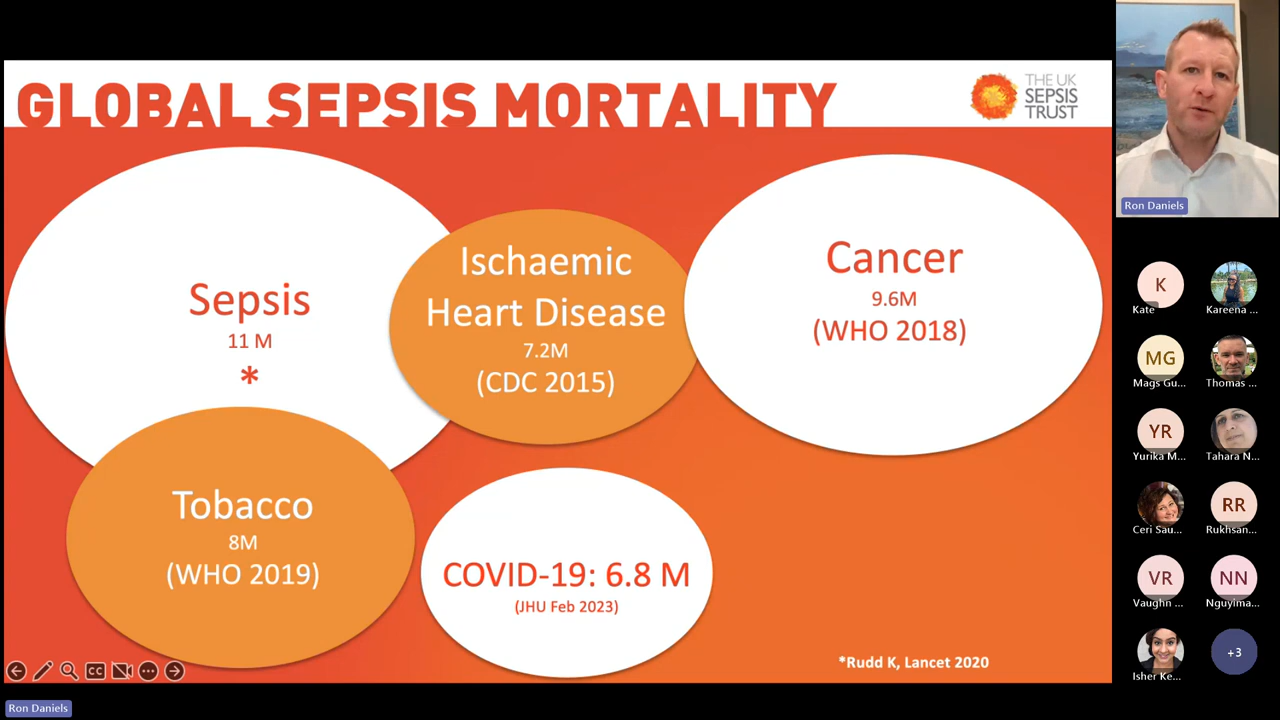 GLOBAL SEPSIS MORTALITY
THE UK
SEPSIS
TRUST
Sepsis
11 M
*
Ischaemic
Heart Disease
7.2M
(CDC 2015)
Cancer
9.6M
(WHO 2018)
Tobacco
8M
(WHO 2019)
COVID-19: 6.8 M
(JHU Feb 2023)
*Rudd K, Lancet 2020
CC
Ron Daniels
Ron Daniels
K
Kate
Kareena ...
MG
Mags Gu...
Thomas ...
YR
Yurika M...
Tahara N...
Ceri Sau...
RR
Rukhsan...
VR
Vaughn ...
NN
Nguyima...
Isher Ke...
+3